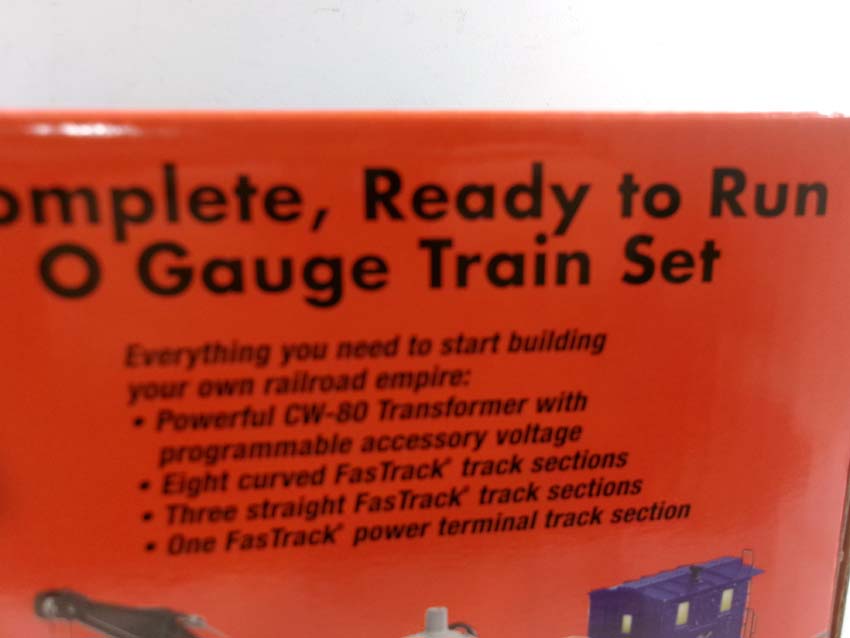 omplete, Ready to Run
O Gauge Train Set
Everything you need to start building
your own railroad empire:
• Powerful CW-80 Transformer with
programmable accessory voltage
• Eight curved FasTrack® track sections
• Three straight FasTrack® track sections
• One FasTrack® power terminal track section